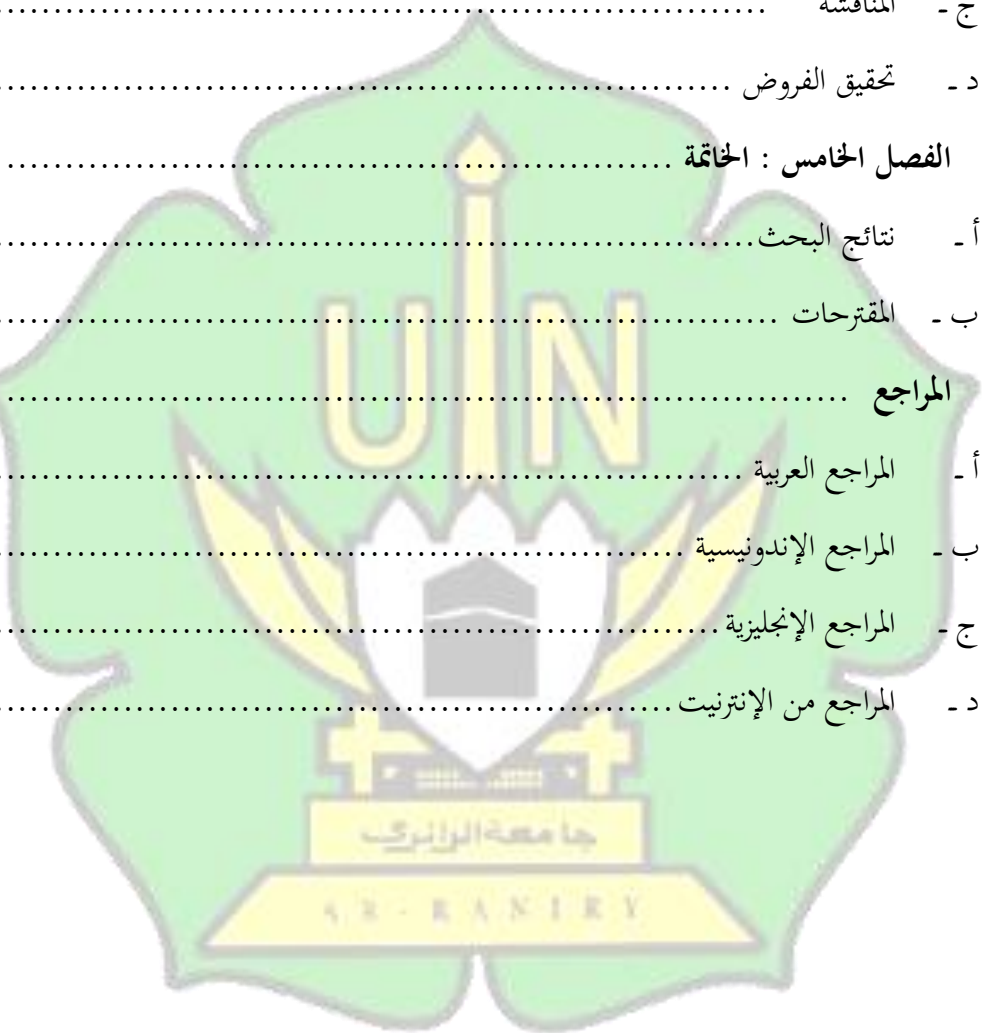 ج ـ المناقشة ........................................................................
د ـ تحقيق الفروض ........................................................................
الفصل الخامس : الخاتمة ........................................................................
أ ـ نتائج البحث ........................................................................
ب ـ المقترحات ........................................................................
المراجع ........................................................................
أ ـ المراجع العربية ........................................................................
ب ـ المراجع الإندونيسية ........................................................................
ج ـ المراجع الإنجليزية ........................................................................
د ـ المراجع من الإنترنيت ........................................................................
UIN
جامعة الرانري
AR-RANIRY